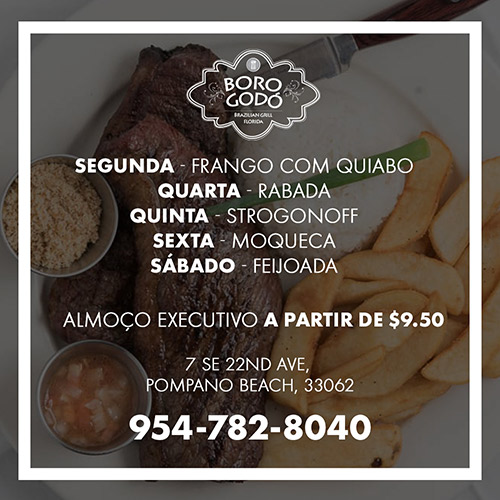 BORO
GODÓ
BRAZILIAN GRILL
FLORIDA
SEGUNDA - FRANGO COM QUIABO
QUARTA - RABADA
QUINTA - STROGONOFF
SEXTA - MOQUECA
SÁBADO - FEIJOADA
ALMOÇO EXECUTIVO A PARTIR DE $9.50
7 SE 22ND AVE,
POMPANO BEACH, 33062
954-782-8040